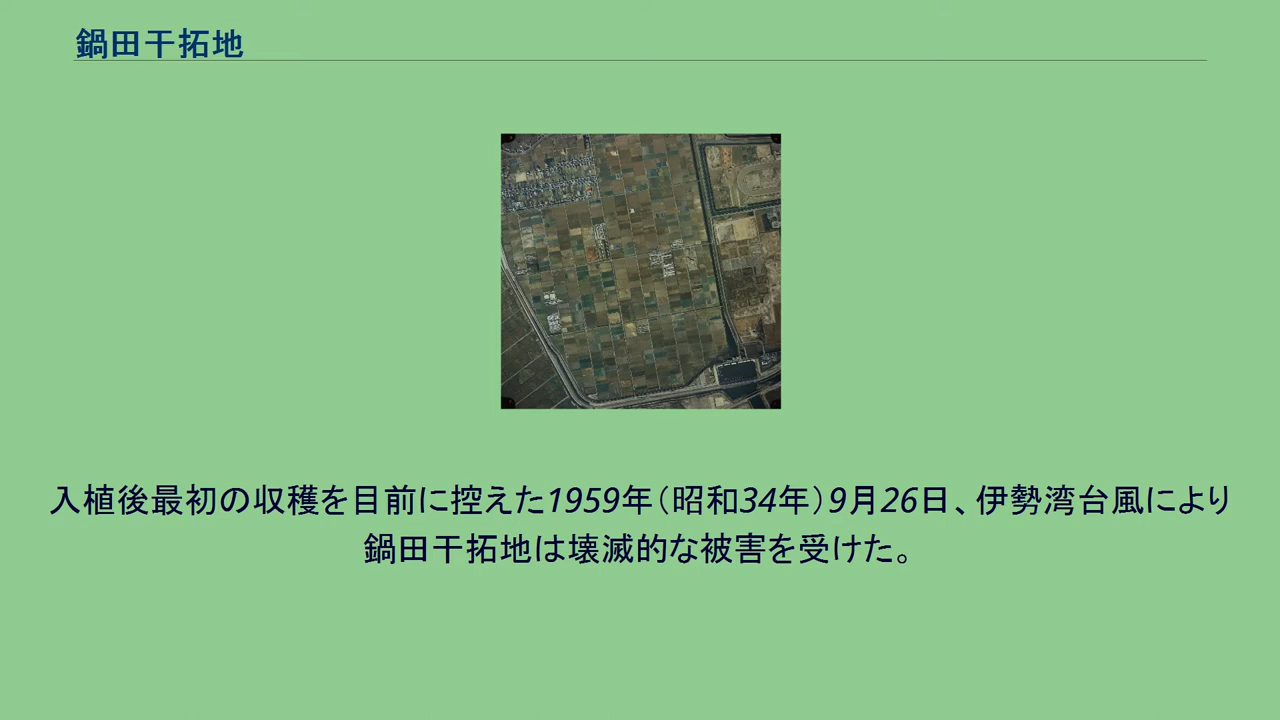 鍋田干拓地
入植後最初の収穫を目前に控えた1959年（昭和34年）9月26日、伊勢湾台風により
鍋田干拓地は壊滅的な被害を受けた。